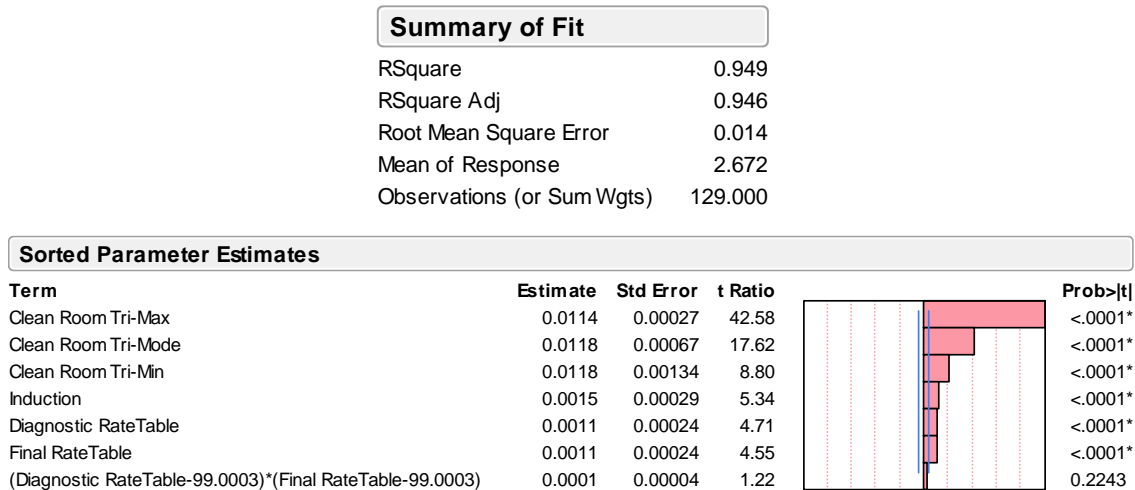 Summary of Fit
RSquare 0.949
RSquare Adj 0.946
Root Mean Square Error 0.014
Mean of Response 2.672
Observations (or Sum Wgts) 129.000
Sorted Parameter Estimates
Term Estimate Std Error t Ratio Prob>|t|
Clean Room Tri-Max 0.0114 0.00027 42.58 <.0001*
Clean Room Tri-Mode 0.0118 0.00067 17.62 <.0001*
Clean Room Tri-Min 0.0118 0.00134 8.80 <.0001*
Induction 0.0015 0.00029 5.34 <.0001*
Diagnostic RateTable 0.0011 0.00024 4.71 <.0001*
Final RateTable 0.0011 0.00024 4.55 <.0001*
(Diagnostic RateTable-99.0003)*(Final RateTable-99.0003) 0.0001 0.00004 1.22 0.2243